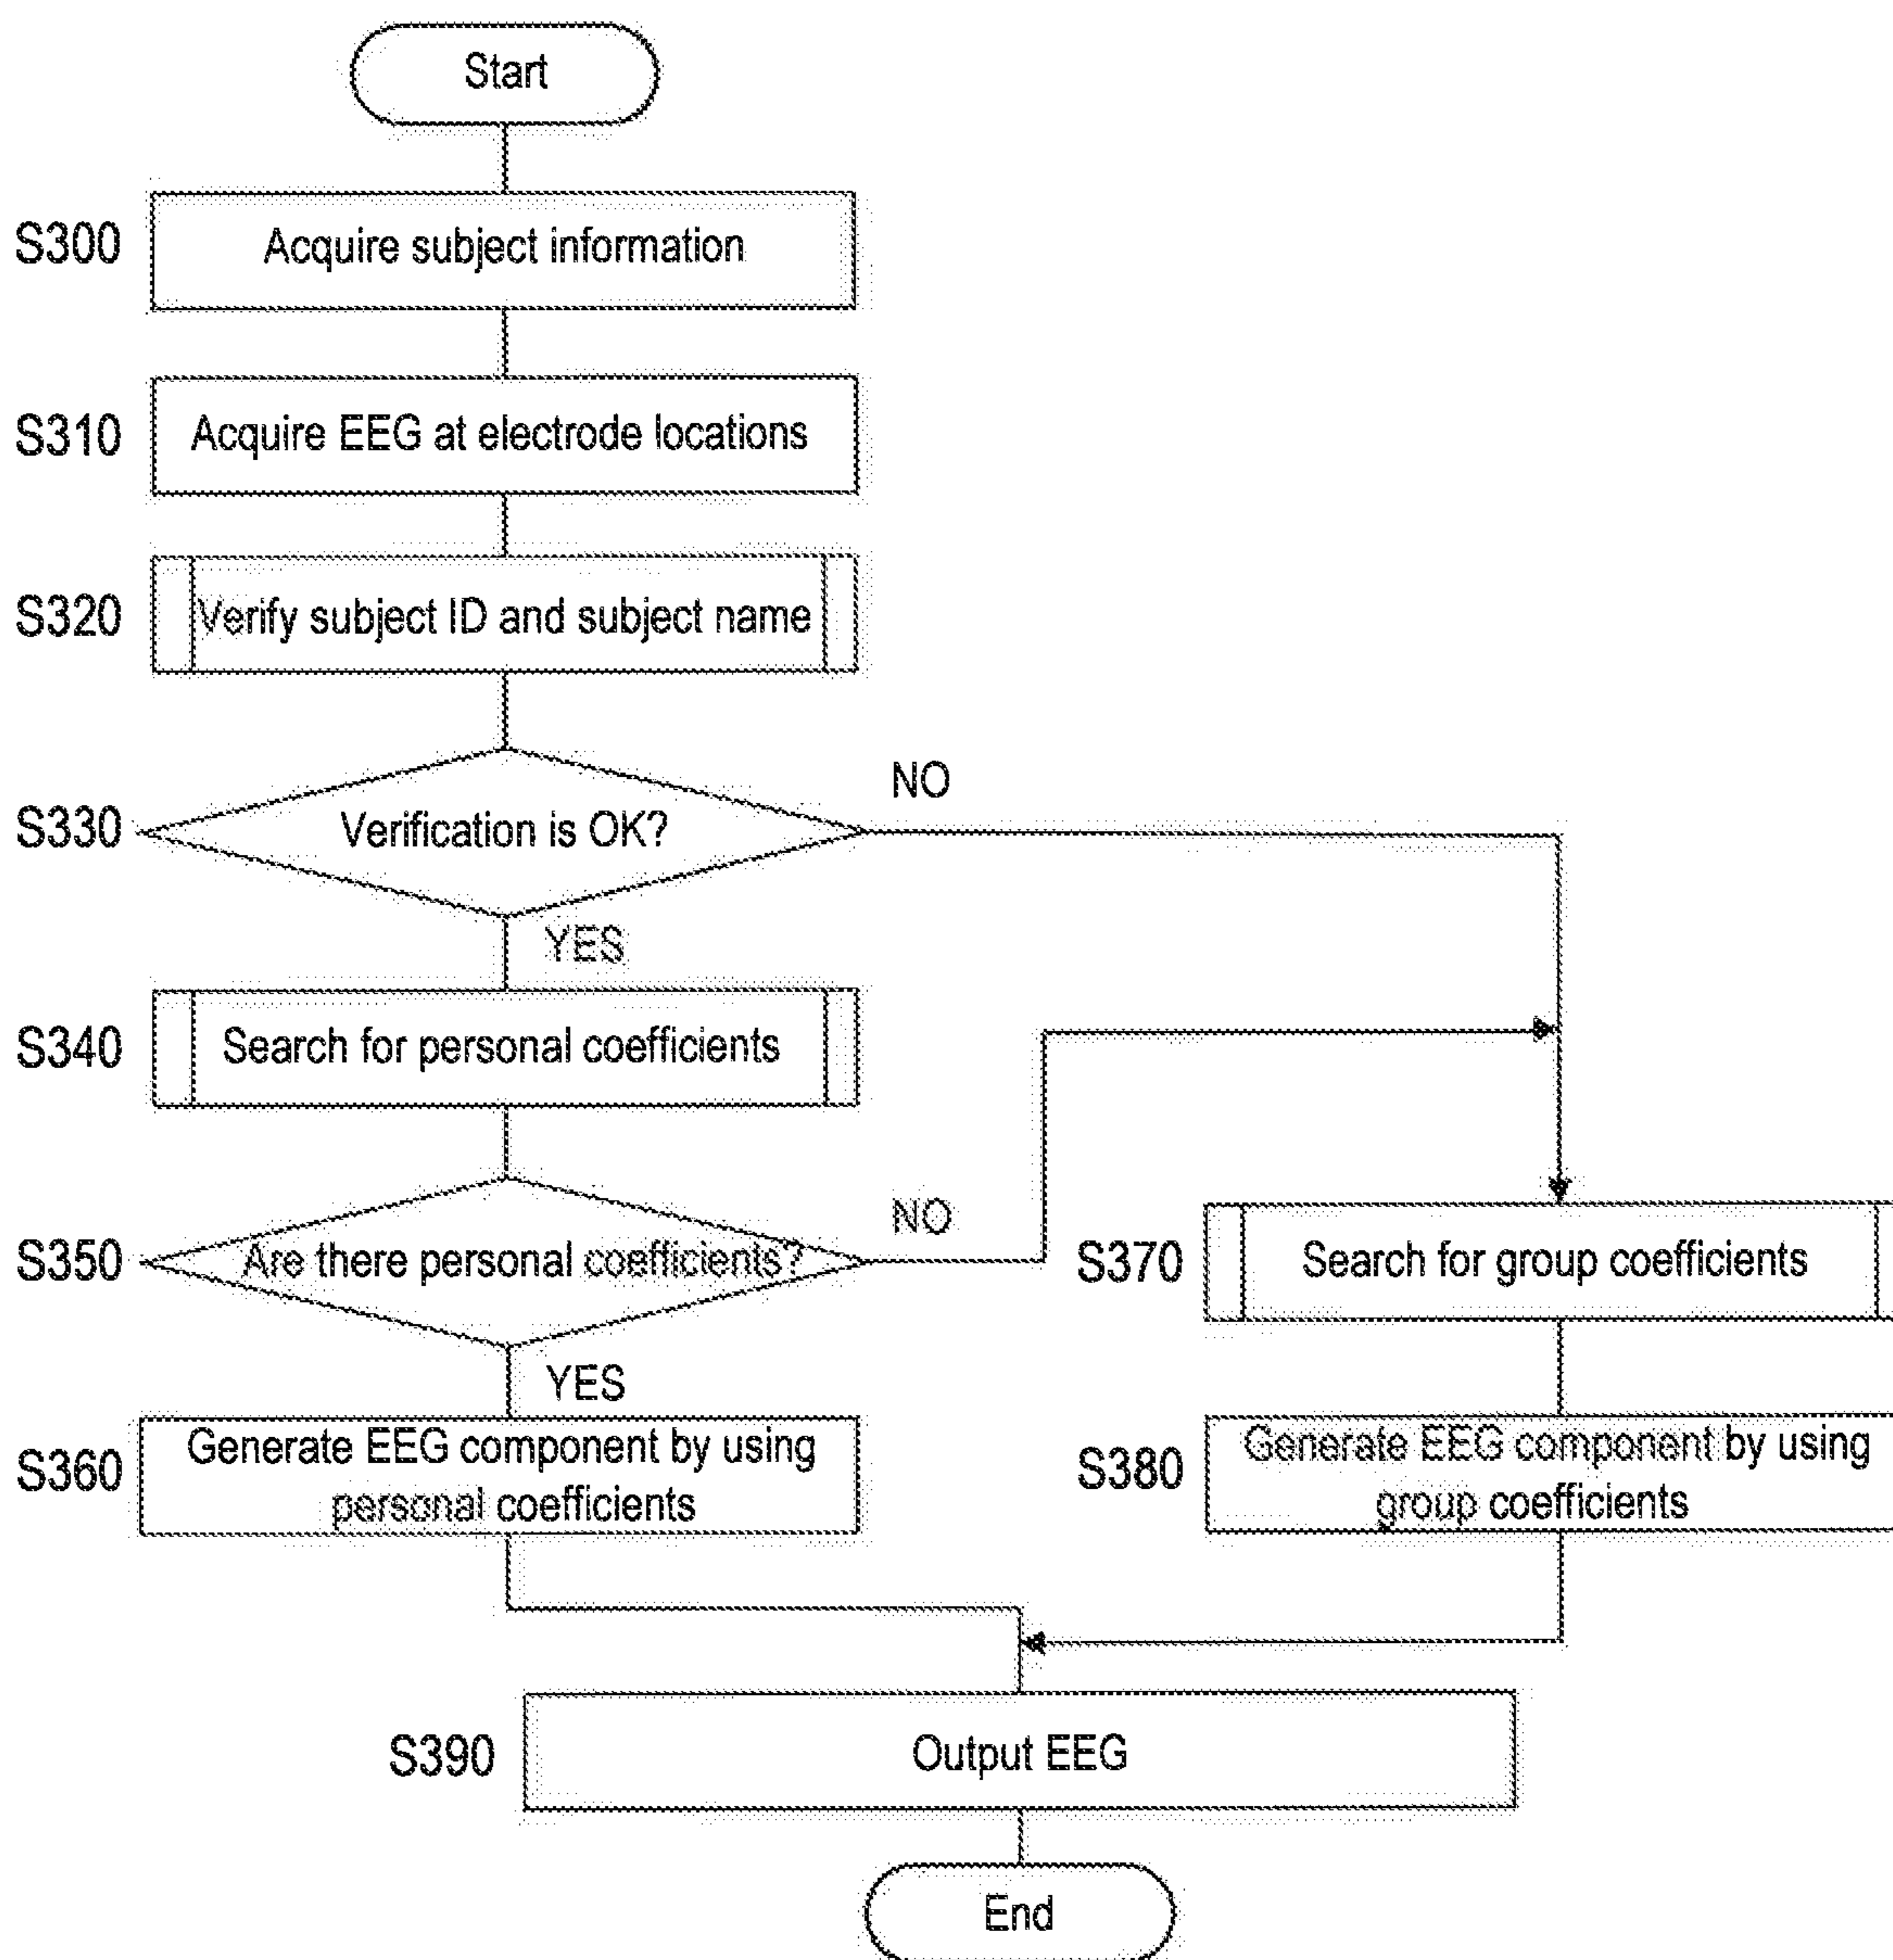 Start
S300
Acquire subject information
S310
Acquire EEG at electrode locations
S320
Verify subject ID and subject name
S330
Verification is OK?
NO
YES
S340
Search for personal coefficients
S350
Are there personal coefficients?
NO
YES
S360
Generate EEG component by using
personal coefficients
S370
Search for group coefficients
S380
Generate EEG component by using
group coefficients
S390
Output EEG
End